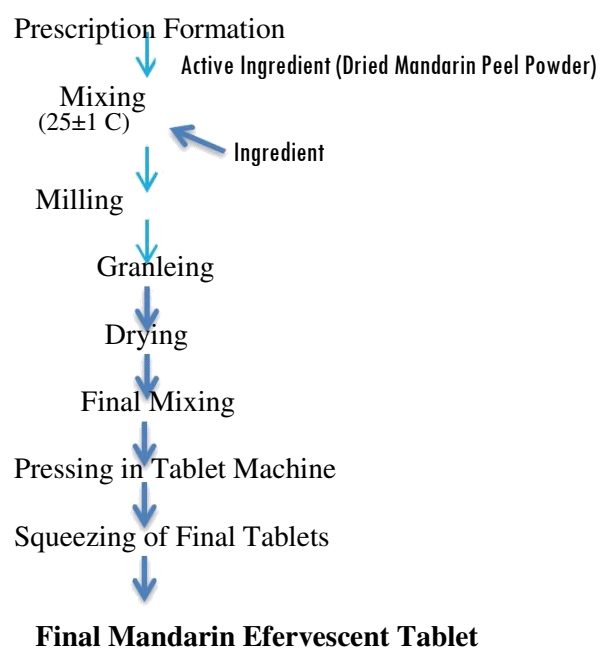 Prescription Formation
Active Ingredient (Dried Mandarin Peel Powder)
Mixing
(25±1 C)
Ingredient
Milling
Granleing
Drying
Final Mixing
Pressing in Tablet Machine
Squeezing of Final Tablets
Final Mandarin Efervescent Tablet